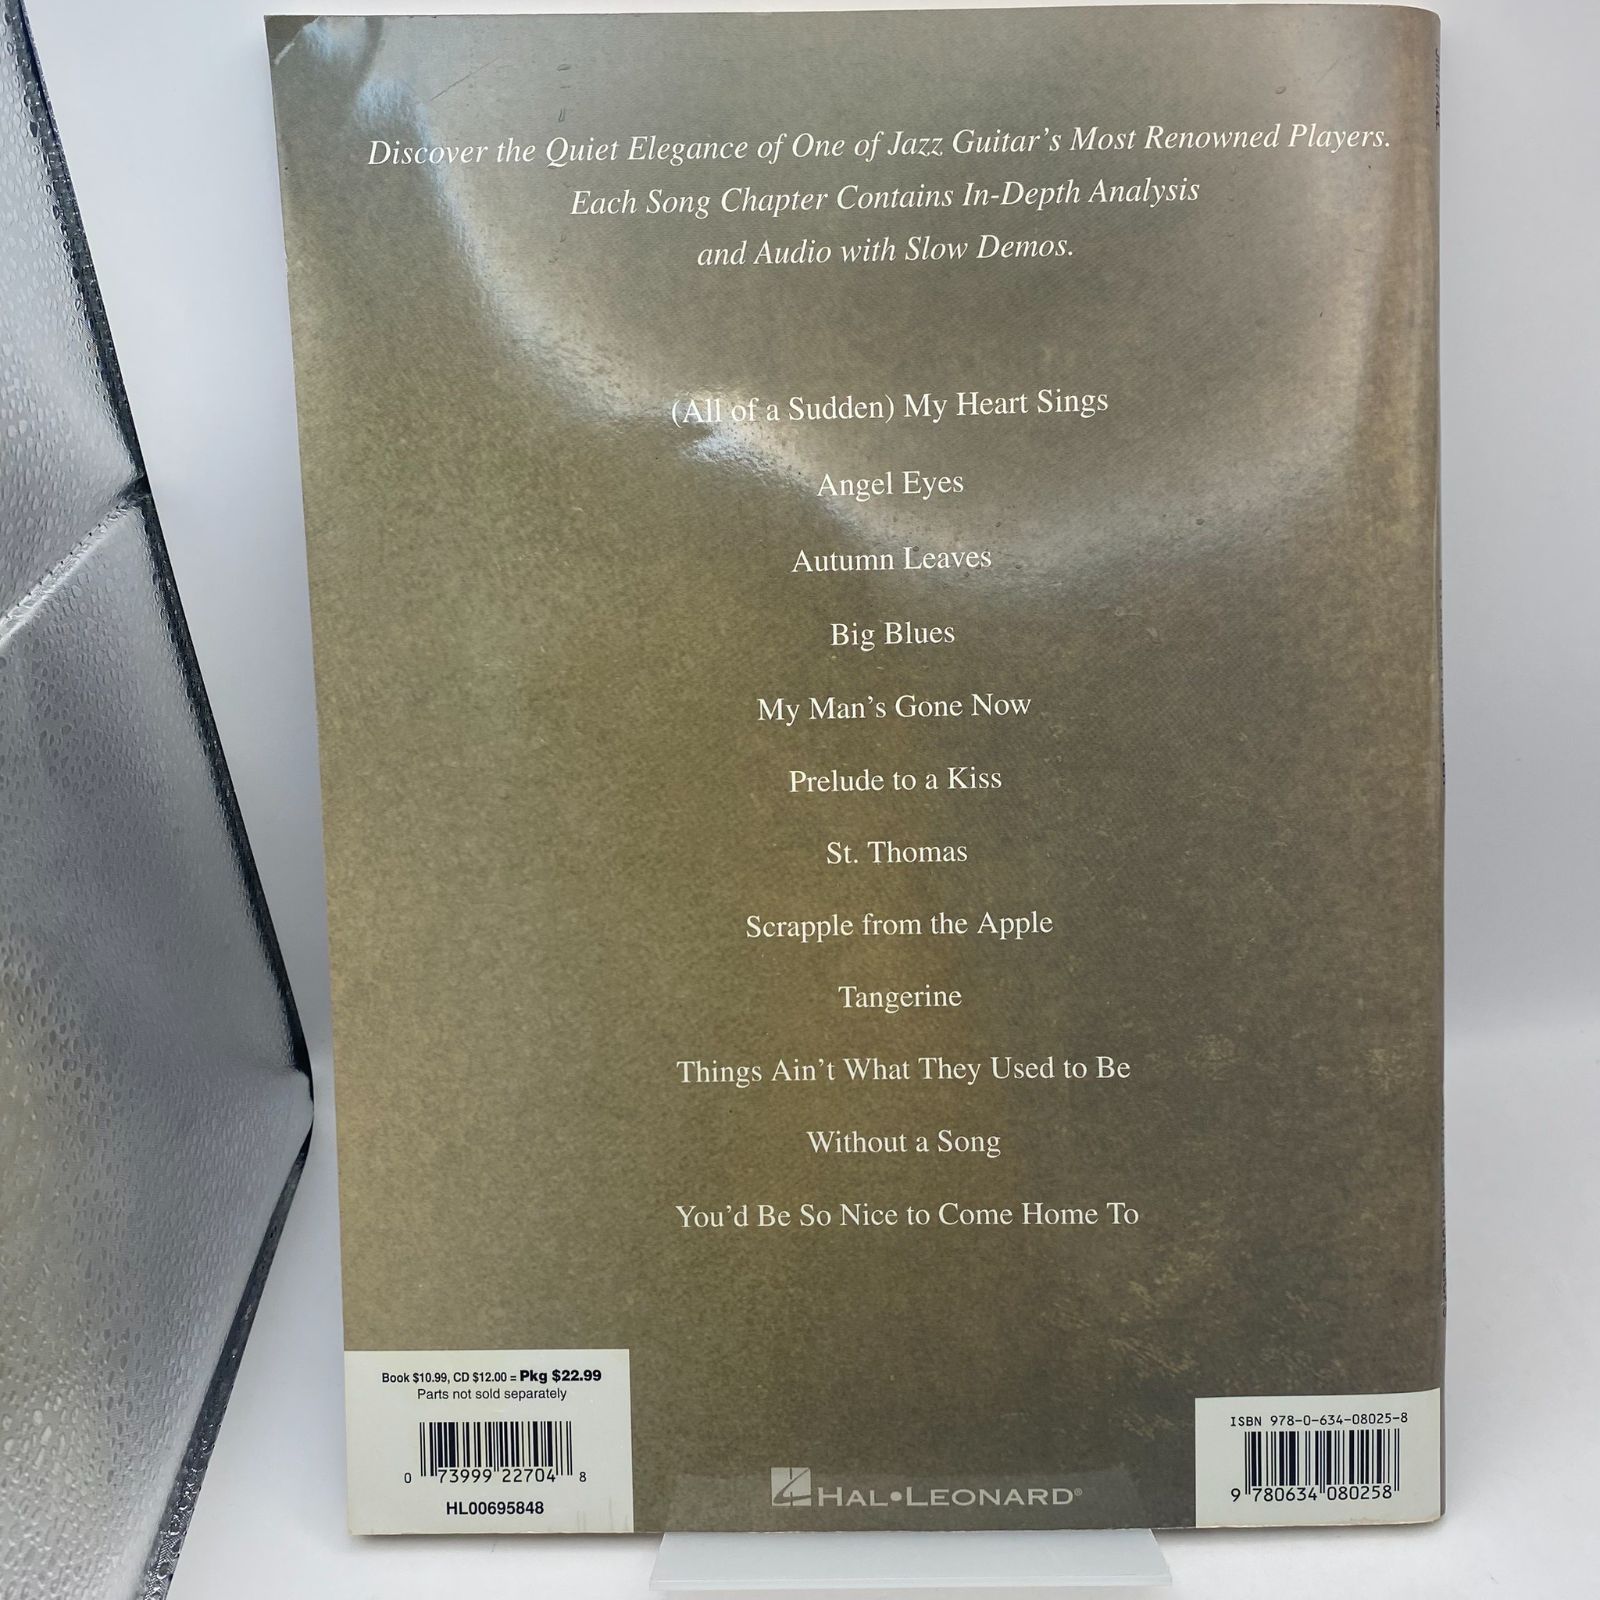 Discover the Quiet Elegance of One of Jazz Guitar's Most Renowned Players.
Each Song Chapter Contains In-Depth Analysis
and Audio with Slow Demos.
(All of a Sudden) My Heart Sings
Angel Eyes
Autumn Leaves
Big Blues
My Man's Gone Now
Prelude to a Kiss
St. Thomas
Scrapple from the Apple
Tangerine
Things Ain't What They Used to Be
Without a Song
You'd Be So Nice to Come Home To
Book $10.99, CD $12.00 = Pkg $22.99
Parts not sold separately
0 73999 22704 8
HL00695848
HAL•LEONARD®
ISBN 978-0-634-08025-8
9 780634 080258